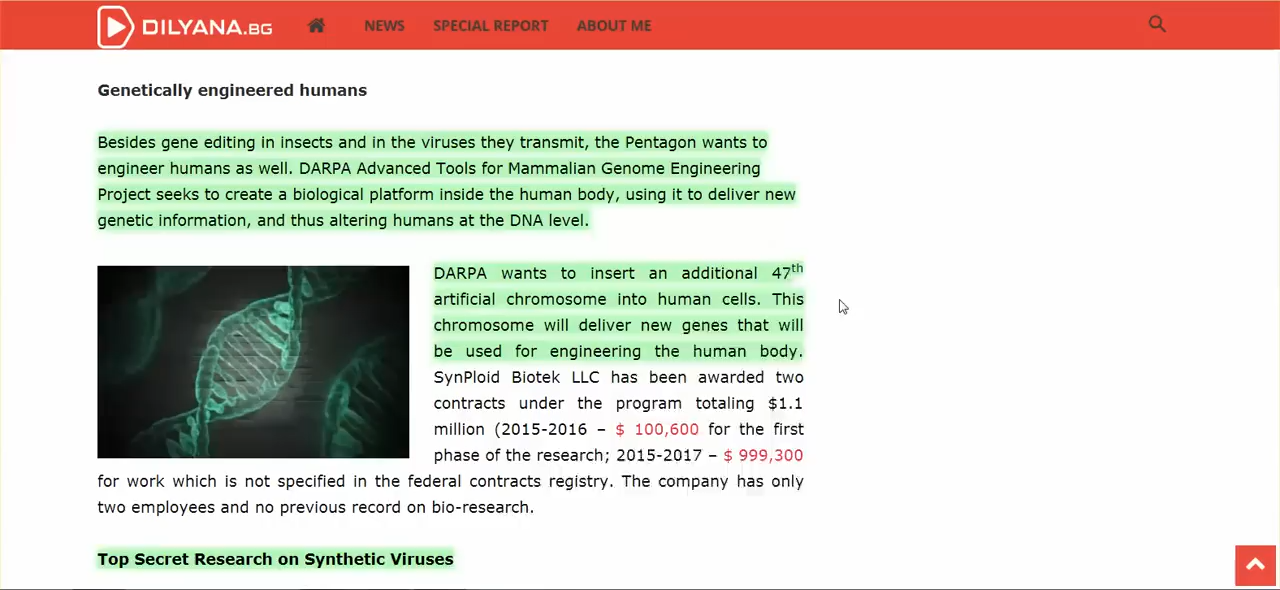 DILYANA.BG NEWS SPECIAL REPORT ABOUT ME
Genetically engineered humans
Besides gene editing in insects and in the viruses they transmit, the Pentagon wants to
engineer humans as well. DARPA Advanced Tools for Mammalian Genome Engineering
Project seeks to create a biological platform inside the human body, using it to deliver new
genetic information, and thus altering humans at the DNA level.
DARPA wants to insert an additional 47th
artificial chromosome into human cells. This
chromosome will deliver new genes that will
be used for engineering the human body.
SynPloid Biotek LLC has been awarded two
contracts under the program totaling $1.1
million (2015-2016 – $ 100,600 for the first
phase of the research; 2015-2017 – $ 999,300
for work which is not specified in the federal contracts registry. The company has only
two employees and no previous record on bio-research.
Top Secret Research on Synthetic Viruses